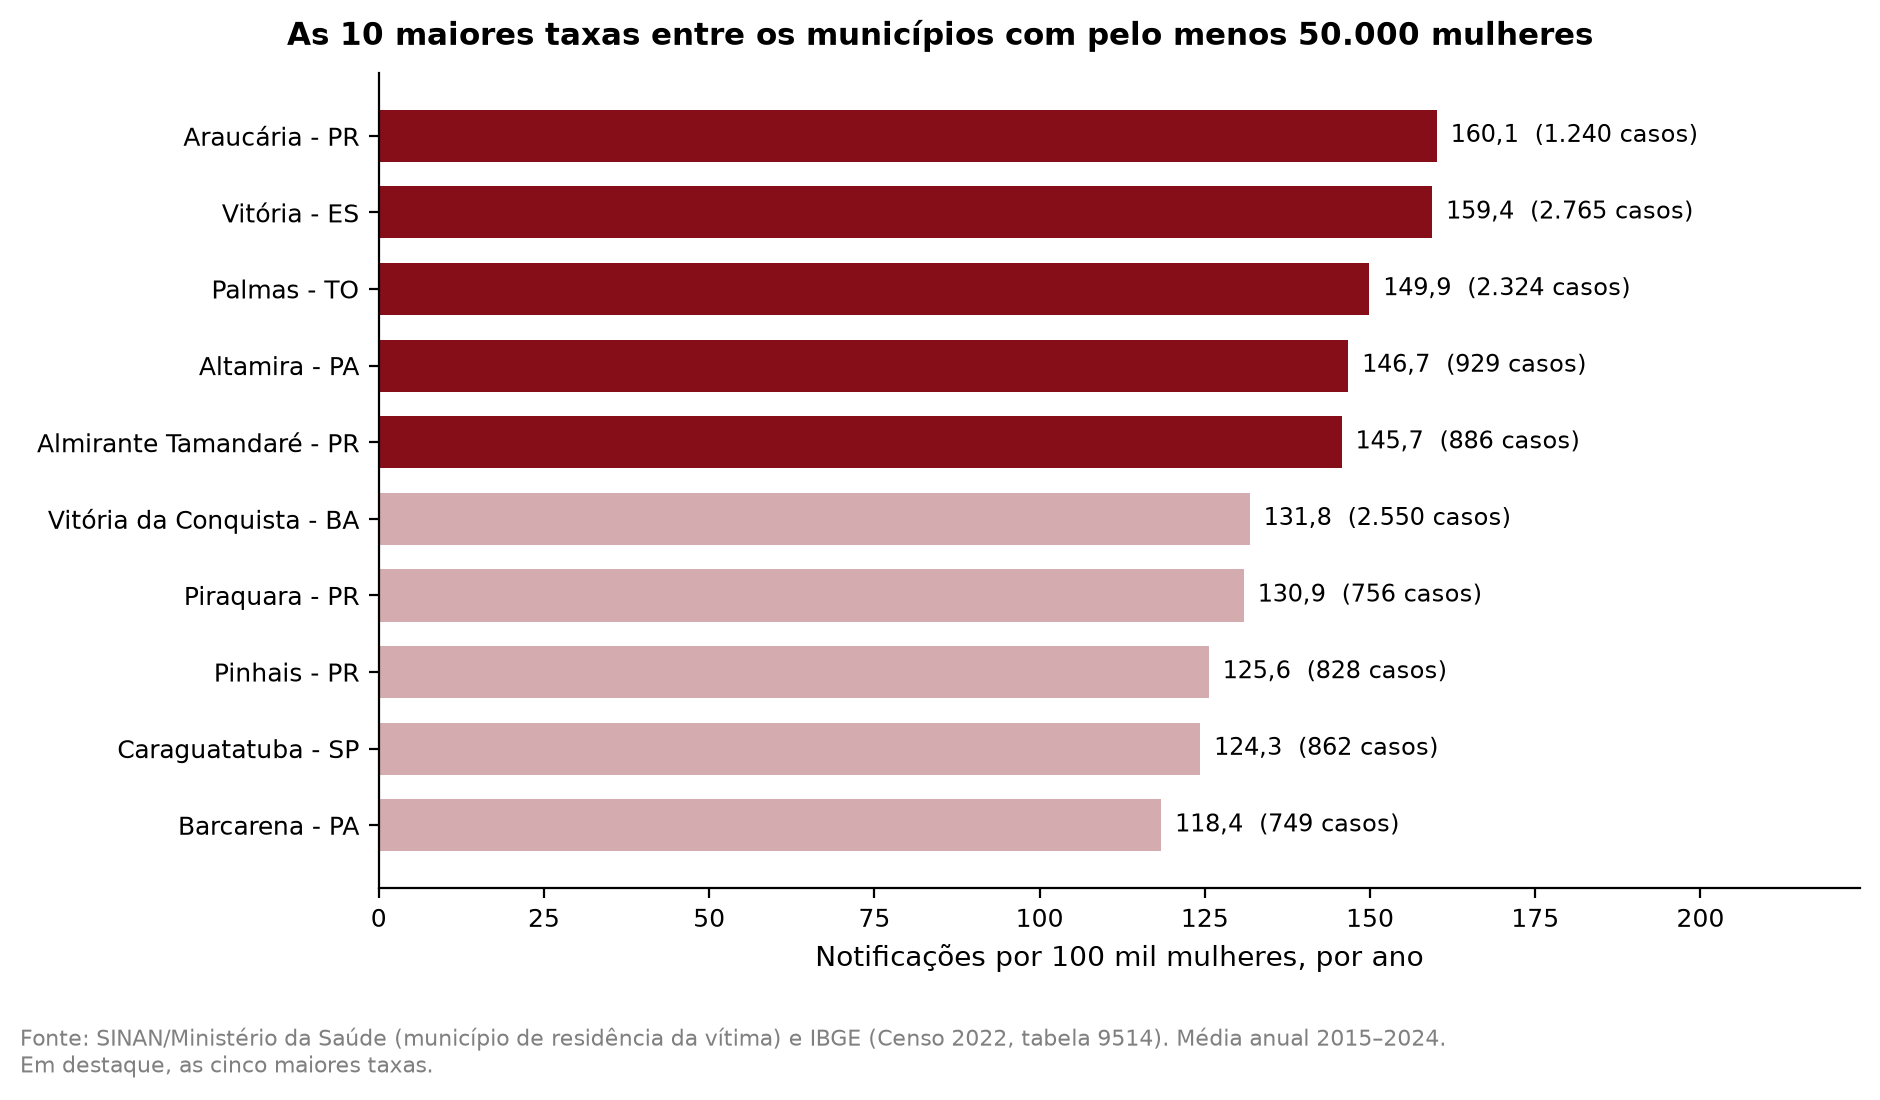 As 10 maiores taxas entre os municípios com pelo menos 50.000 mulheres
Araucária - PR 160,1 (1.240 casos)
Vitória - ES 159,4 (2.765 casos)
Palmas - TO 149,9 (2.324 casos)
Altamira - PA 146,7 (929 casos)
Almirante Tamandaré - PR 145,7 (886 casos)
Vitória da Conquista - BA 131,8 (2.550 casos)
Piraquara - PR 130,9 (756 casos)
Pinhais - PR 125,6 (828 casos)
Caraguatatuba - SP 124,3 (862 casos)
Barcarena - PA 118,4 (749 casos)
0 25 50 75 100 125 150 175 200
Notificações por 100 mil mulheres, por ano
Fonte: SINAN/Ministério da Saúde (município de residência da vítima) e IBGE (Censo 2022, tabela 9514). Média anual 2015–2024.
Em destaque, as cinco maiores taxas.